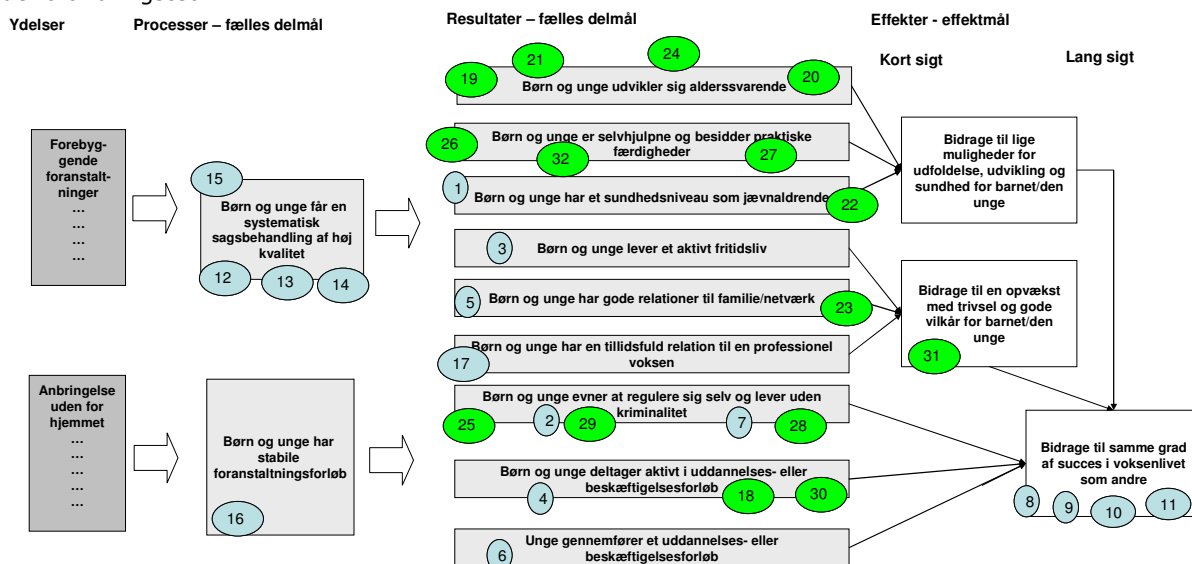 Ydelser
Processer – fælles delmål
Resultater – fælles delmål
Effekter - effektmål
Kort sigt
Lang sigt
Forebyg-
gende
foranstalt-
ninger
…
…
…
…
15
Børn og unge får en
systematisk
sagsbehandling af høj
kvalitet
12
13
14
19
21
24
20
Børn og unge udvikler sig alderssvarende
26
Børn og unge er selvhjulpne og besidder praktiske
færdigheder
32
27
1
Børn og unge har et sundhedsniveau som jævnaldrende
22
3
Børn og unge lever et aktivt fritidsliv
5
Børn og unge har gode relationer til familie/netværk
23
17
Børn og unge har en tillidsfuld relation til en professionel
voksen
Bidrage til lige
muligheder for
udfoldelse, udvikling og
sundhed for barnet/den
unge
Bidrage til en opvækst
med trivsel og gode
vilkår for barnet/den
unge
31
Anbringelse
uden for
hjemmet
…
…
…
…
…
Børn og unge har
stabile
foranstaltningsforløb
16
Børn og unge evner at regulere sig selv og lever uden
kriminalitet
25
2
29
7
28
Børn og unge deltager aktivt i uddannelses- eller
beskæftigelsesforløb
4
18
30
Unge gennemfører et uddannelses- eller
beskæftigelsesforløb
6
Bidrage til samme grad
af succes i voksenlivet
som andre
8
9
10
11